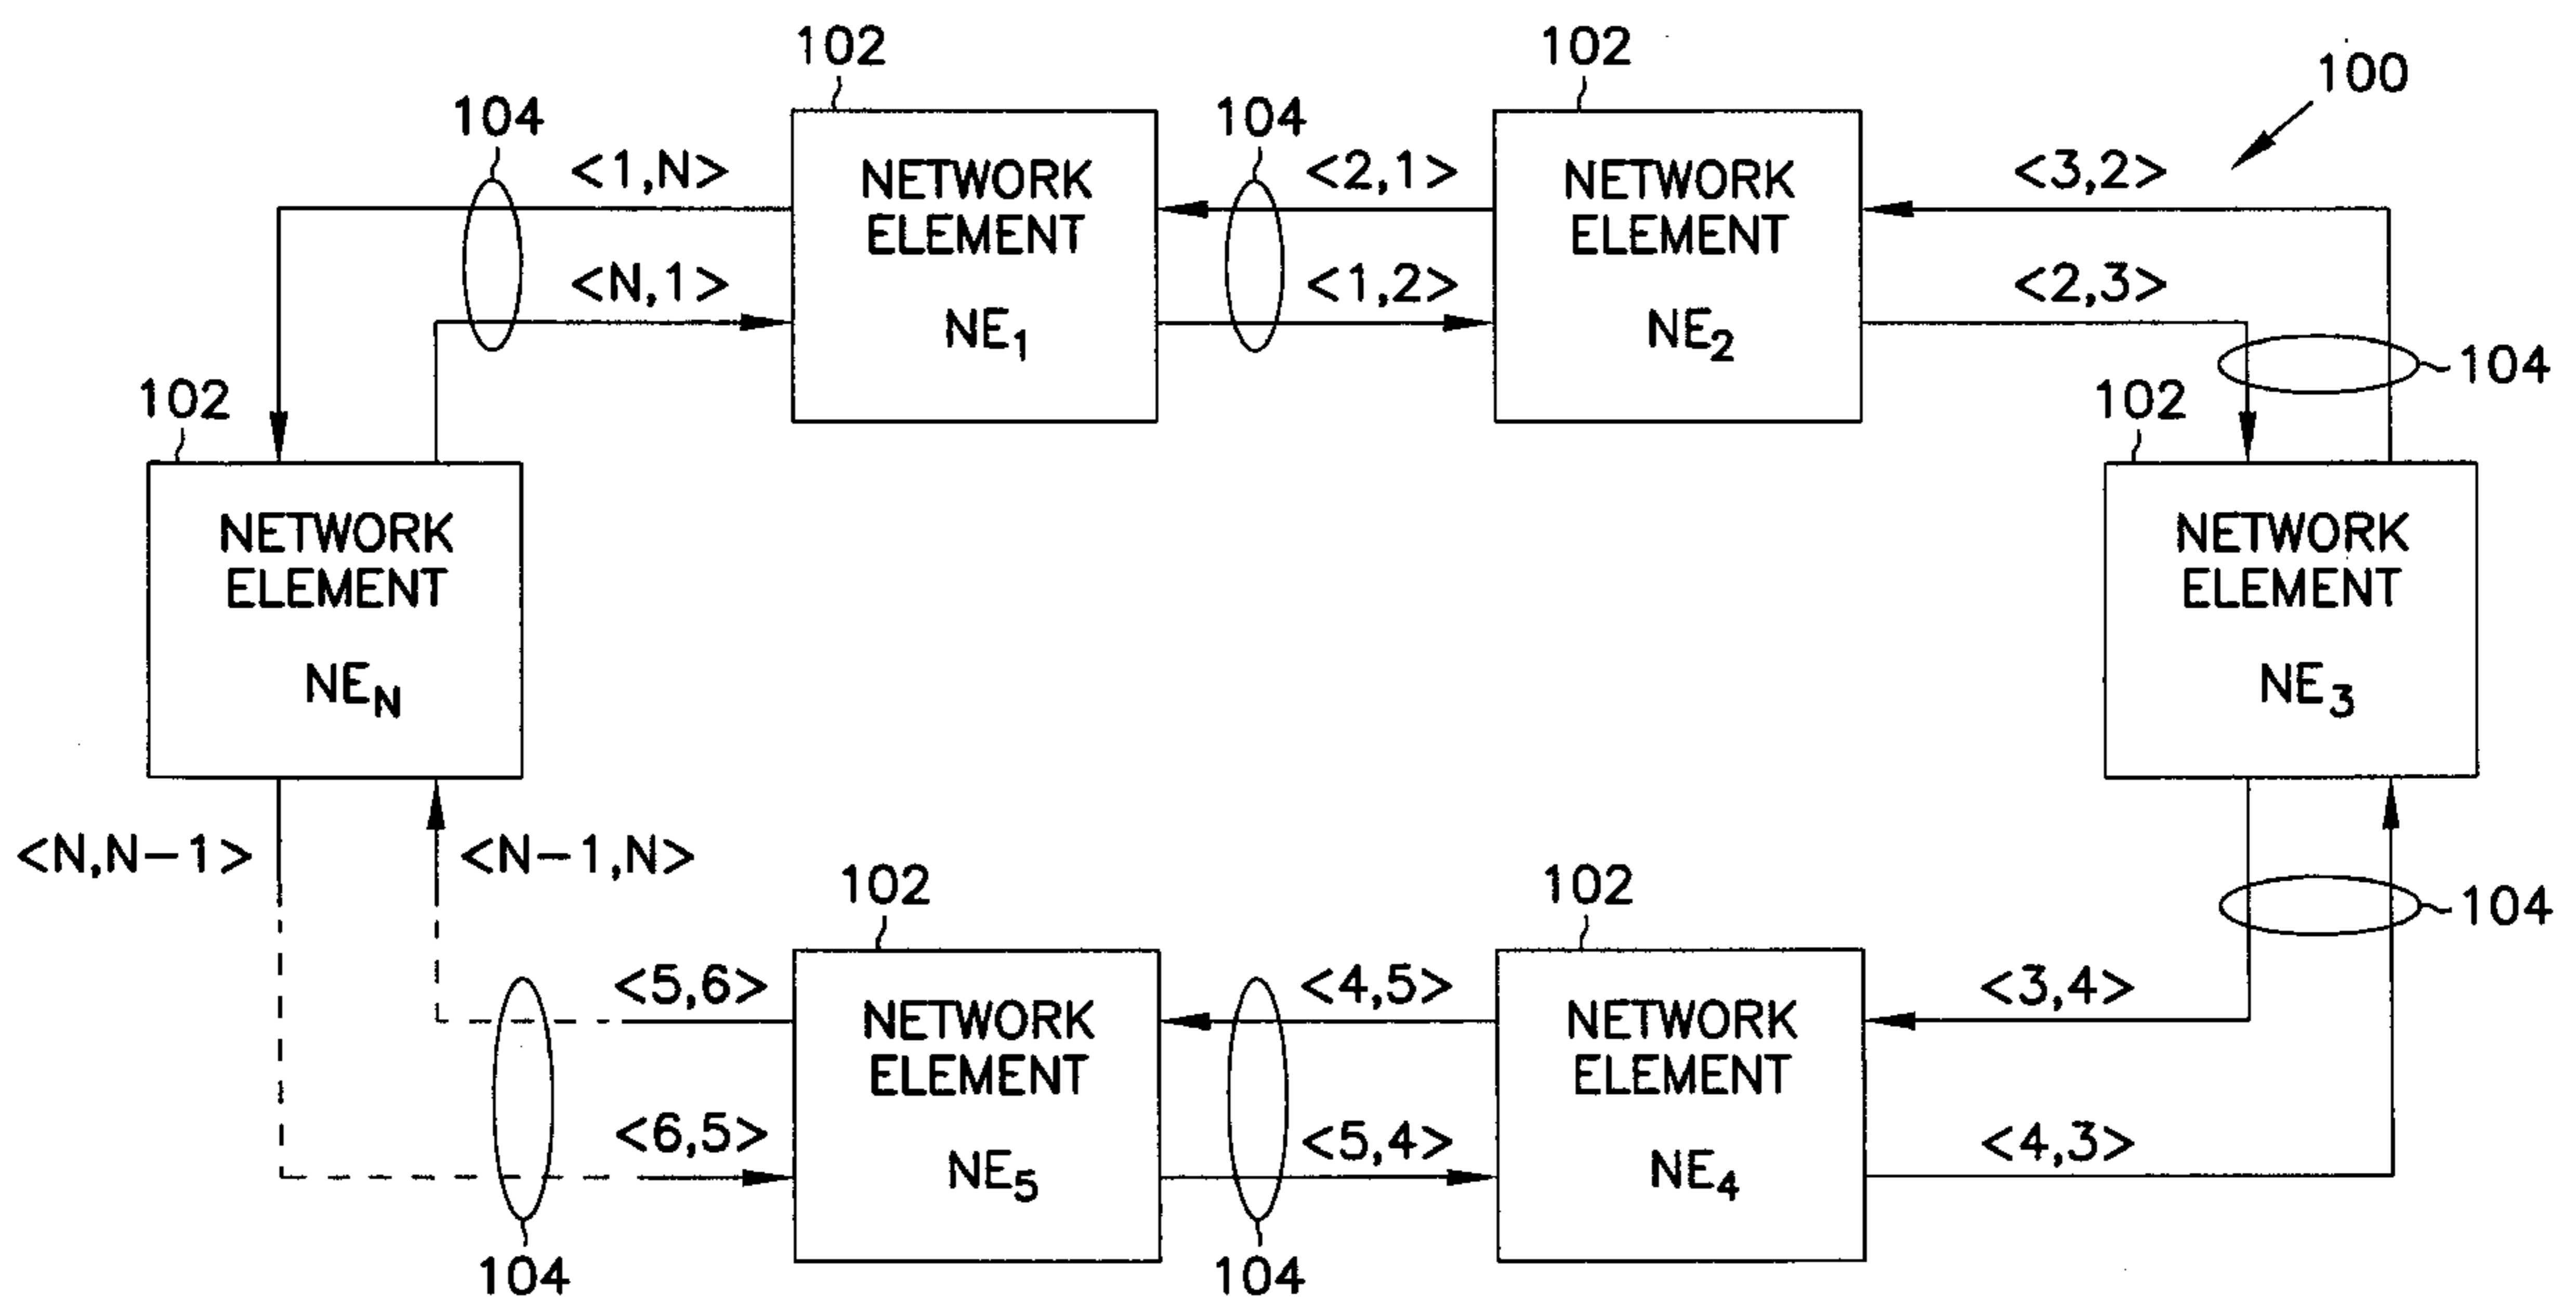 102
102
100
104
104
<1,N>
<2,1>
<3,2>
NETWORK
ELEMENT
NE1
NETWORK
ELEMENT
NE2
<N,1>
<1,2>
<2,3>
104
102
102
NETWORK
ELEMENT
NEN
NETWORK
ELEMENT
NE3
<N,N-1>
<N-1,N>
102
102
104
<5,6>
<4,5>
<3,4>
NETWORK
ELEMENT
NE5
NETWORK
ELEMENT
NE4
<6,5>
<5,4>
<4,3>
104
104